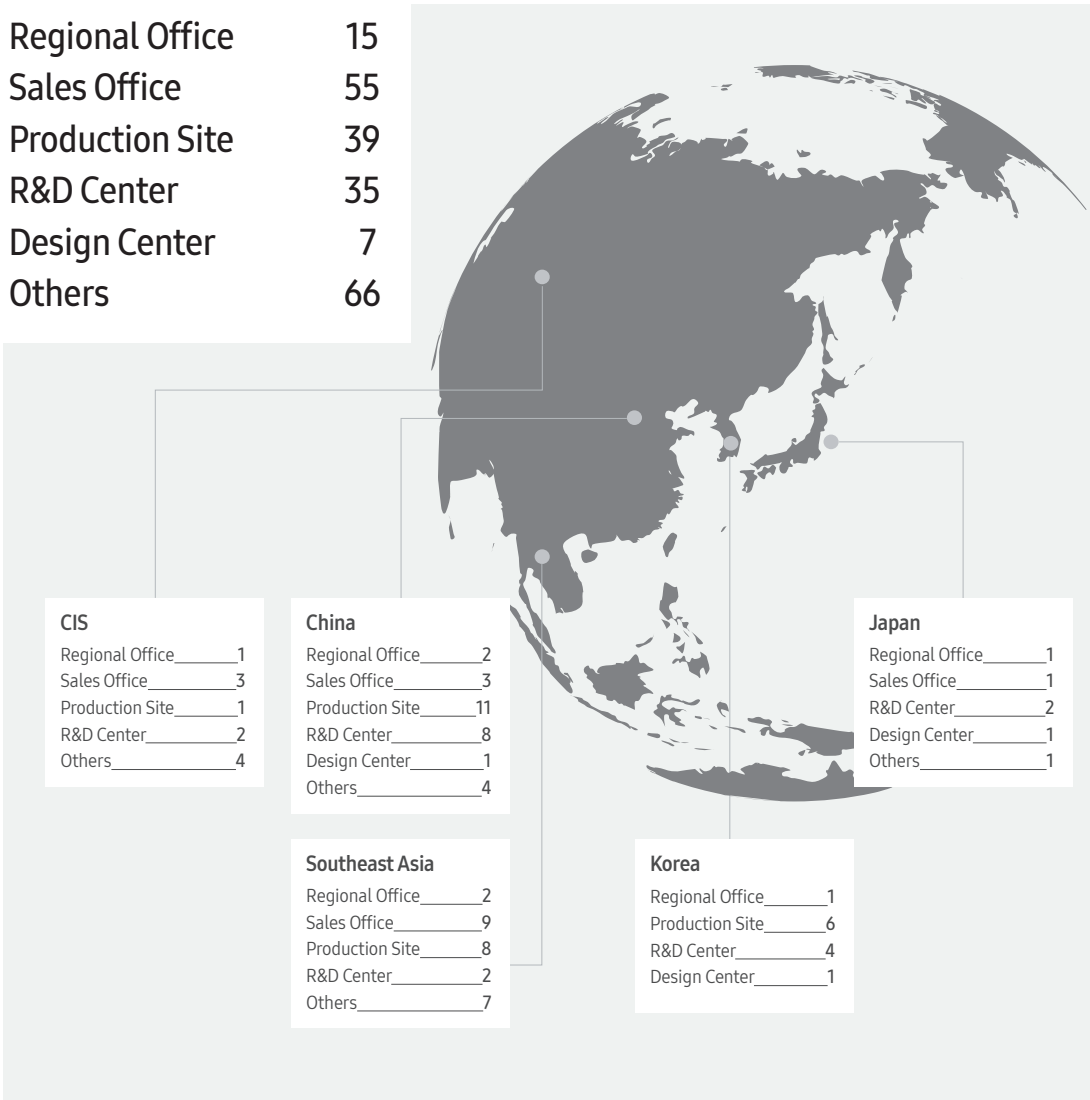 Regional Office 15
Sales Office 55
Production Site 39
R&D Center 35
Design Center 7
Others 66
CIS
Regional Office 1
Sales Office 3
Production Site 1
R&D Center 2
Others 4
China
Regional Office 2
Sales Office 3
Production Site 11
R&D Center 8
Design Center 1
Others 4
Japan
Regional Office 1
Sales Office 1
R&D Center 2
Design Center 1
Others 1
Southeast Asia
Regional Office 2
Sales Office 9
Production Site 8
R&D Center 2
Others 7
Korea
Regional Office 1
Production Site 6
R&D Center 4
Design Center 1